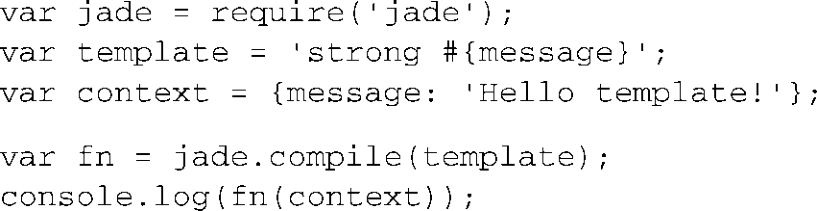 var jade = require('jade');
var template = 'strong #{message}';
var context = {message: 'Hello template!'};
var fn = jade.compile(template);
console.log(fn(context));